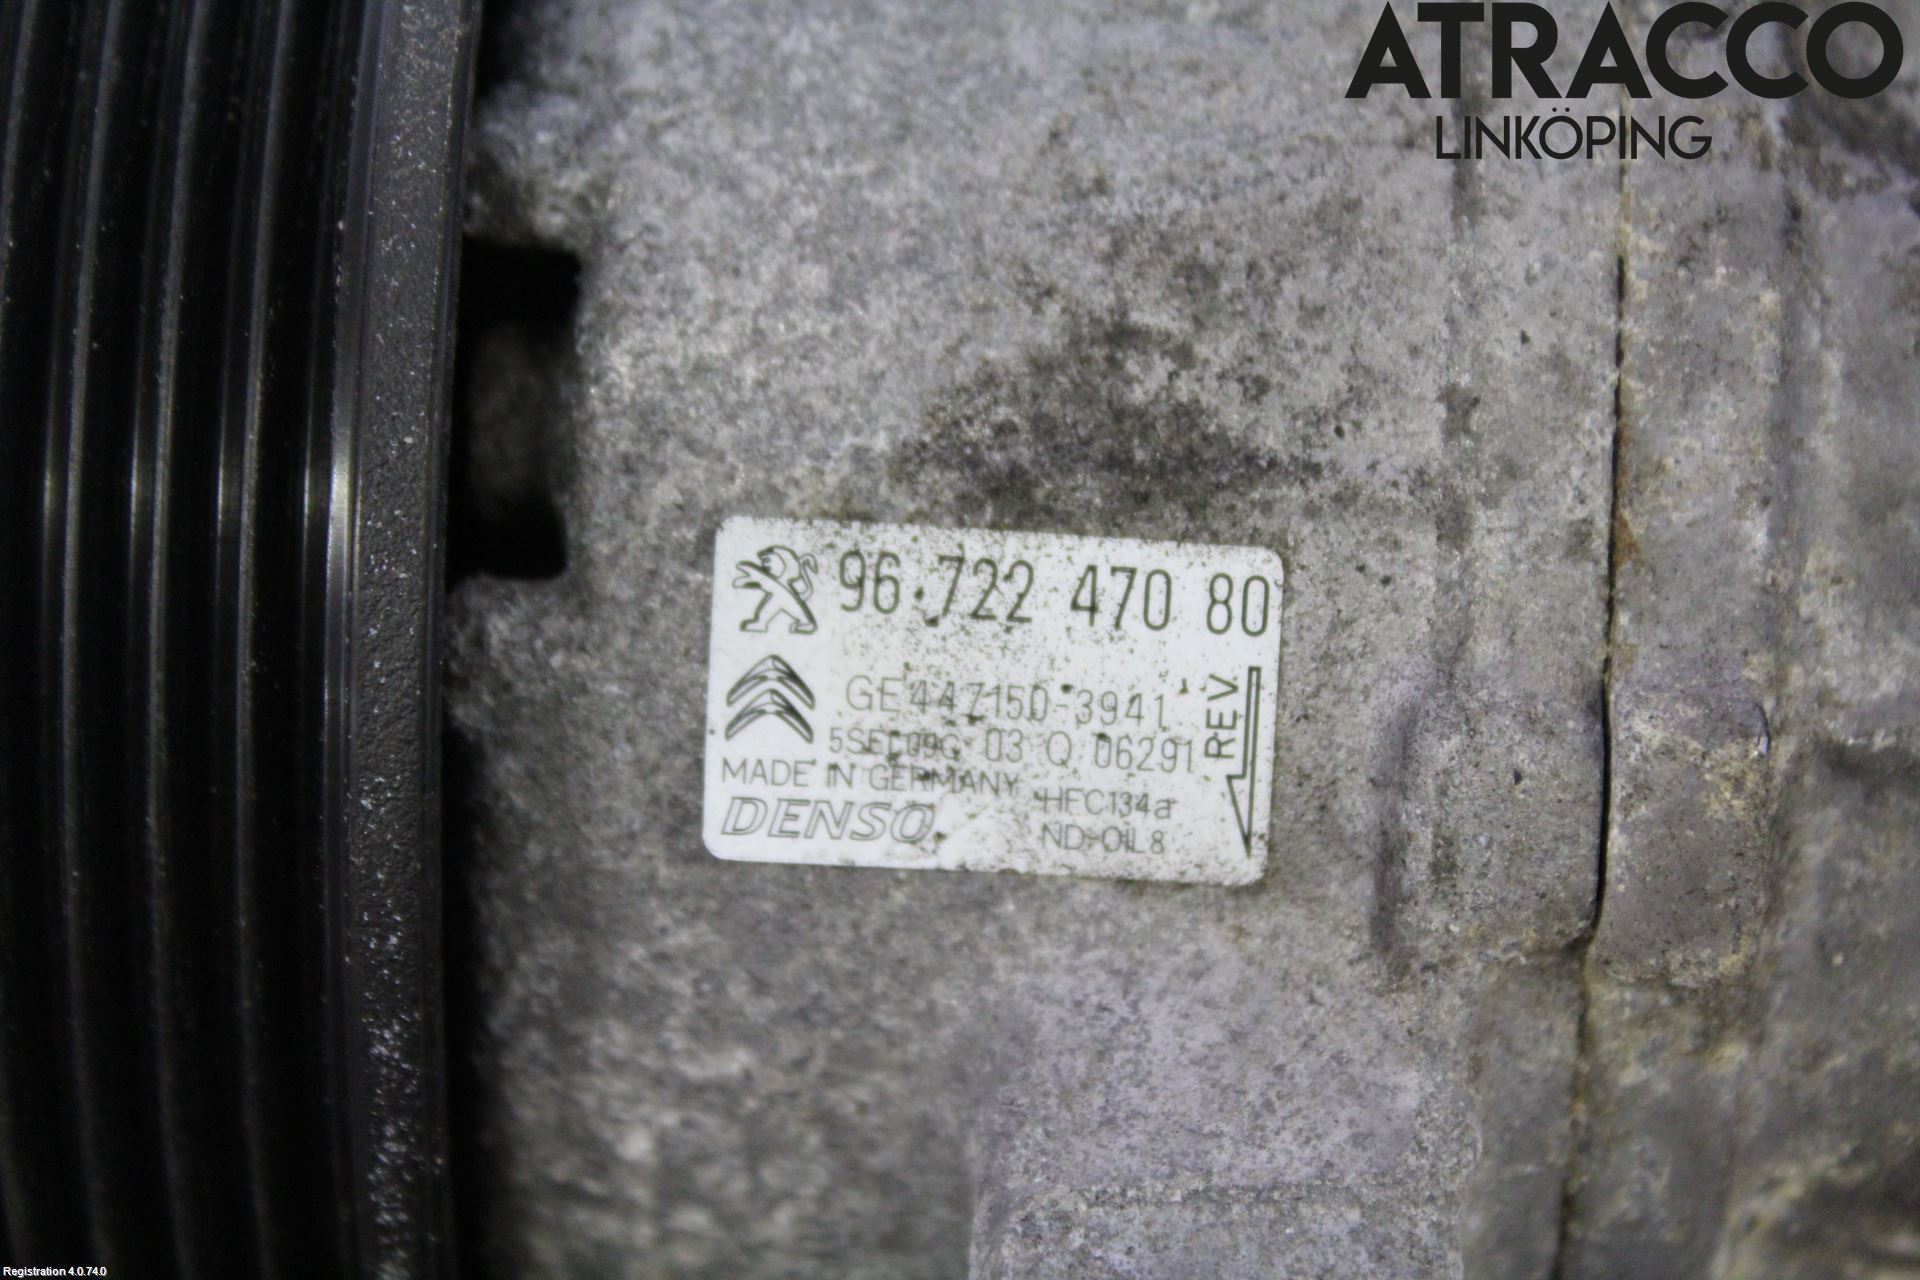 ATRACCO
LINKÖPING
96 722 470 80
GE447150-3941
03 Q 06291
REV
MADE IN GERMANY
HFC134a
DENSO
ND-OIL8
Registration 4.0.74.0